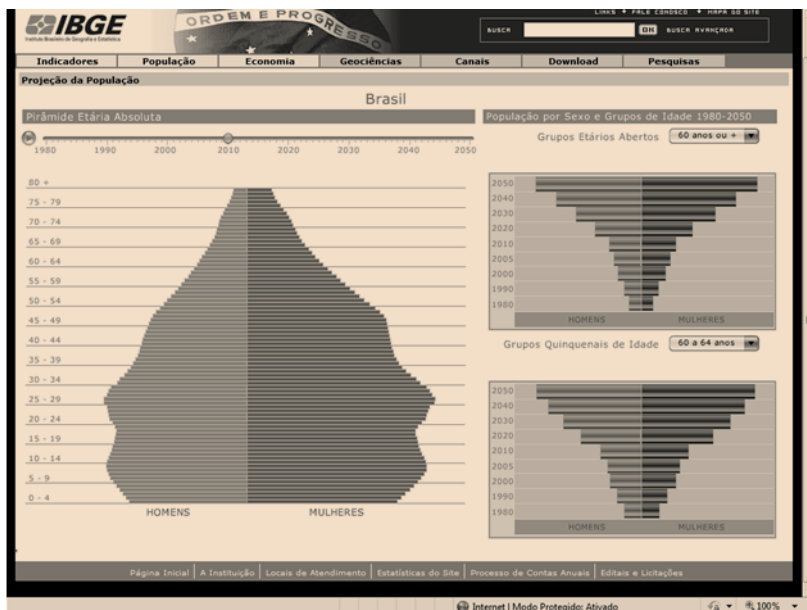 LINKS • FALE CONOSCO • MAPA DO SITE
IBGE
Instituto Brasileiro de Geografia e Estatística
ORDEM E PROGRESSO
BUSCA
OK
BUSCA AVANÇADA
Indicadores População Economia Geociências Canais Download Pesquisas
Projeção da População
Brasil
Pirâmide Etária Absoluta
1980 1990 2000 2010 2020 2030 2040 2050
80 +
75 - 79
70 - 74
65 - 69
60 - 64
55 - 59
50 - 54
45 - 49
40 - 44
35 - 39
30 - 34
25 - 29
20 - 24
15 - 19
10 - 14
5 - 9
0 - 4
HOMENS MULHERES
População por Sexo e Grupos de Idade 1980-2050
Grupos Etários Abertos 60 anos ou +
2050
2040
2030
2020
2010
2005
2000
1990
1980
HOMENS MULHERES
Grupos Quinquenais de Idade 60 a 64 anos
2050
2040
2030
2020
2010
2005
2000
1990
1980
HOMENS MULHERES
Página Inicial | A Instituição | Locais de Atendimento | Estatísticas do Site | Processo de Contas Anuais | Editais e Licitações
Internet | Modo Protegido: Ativado
100%